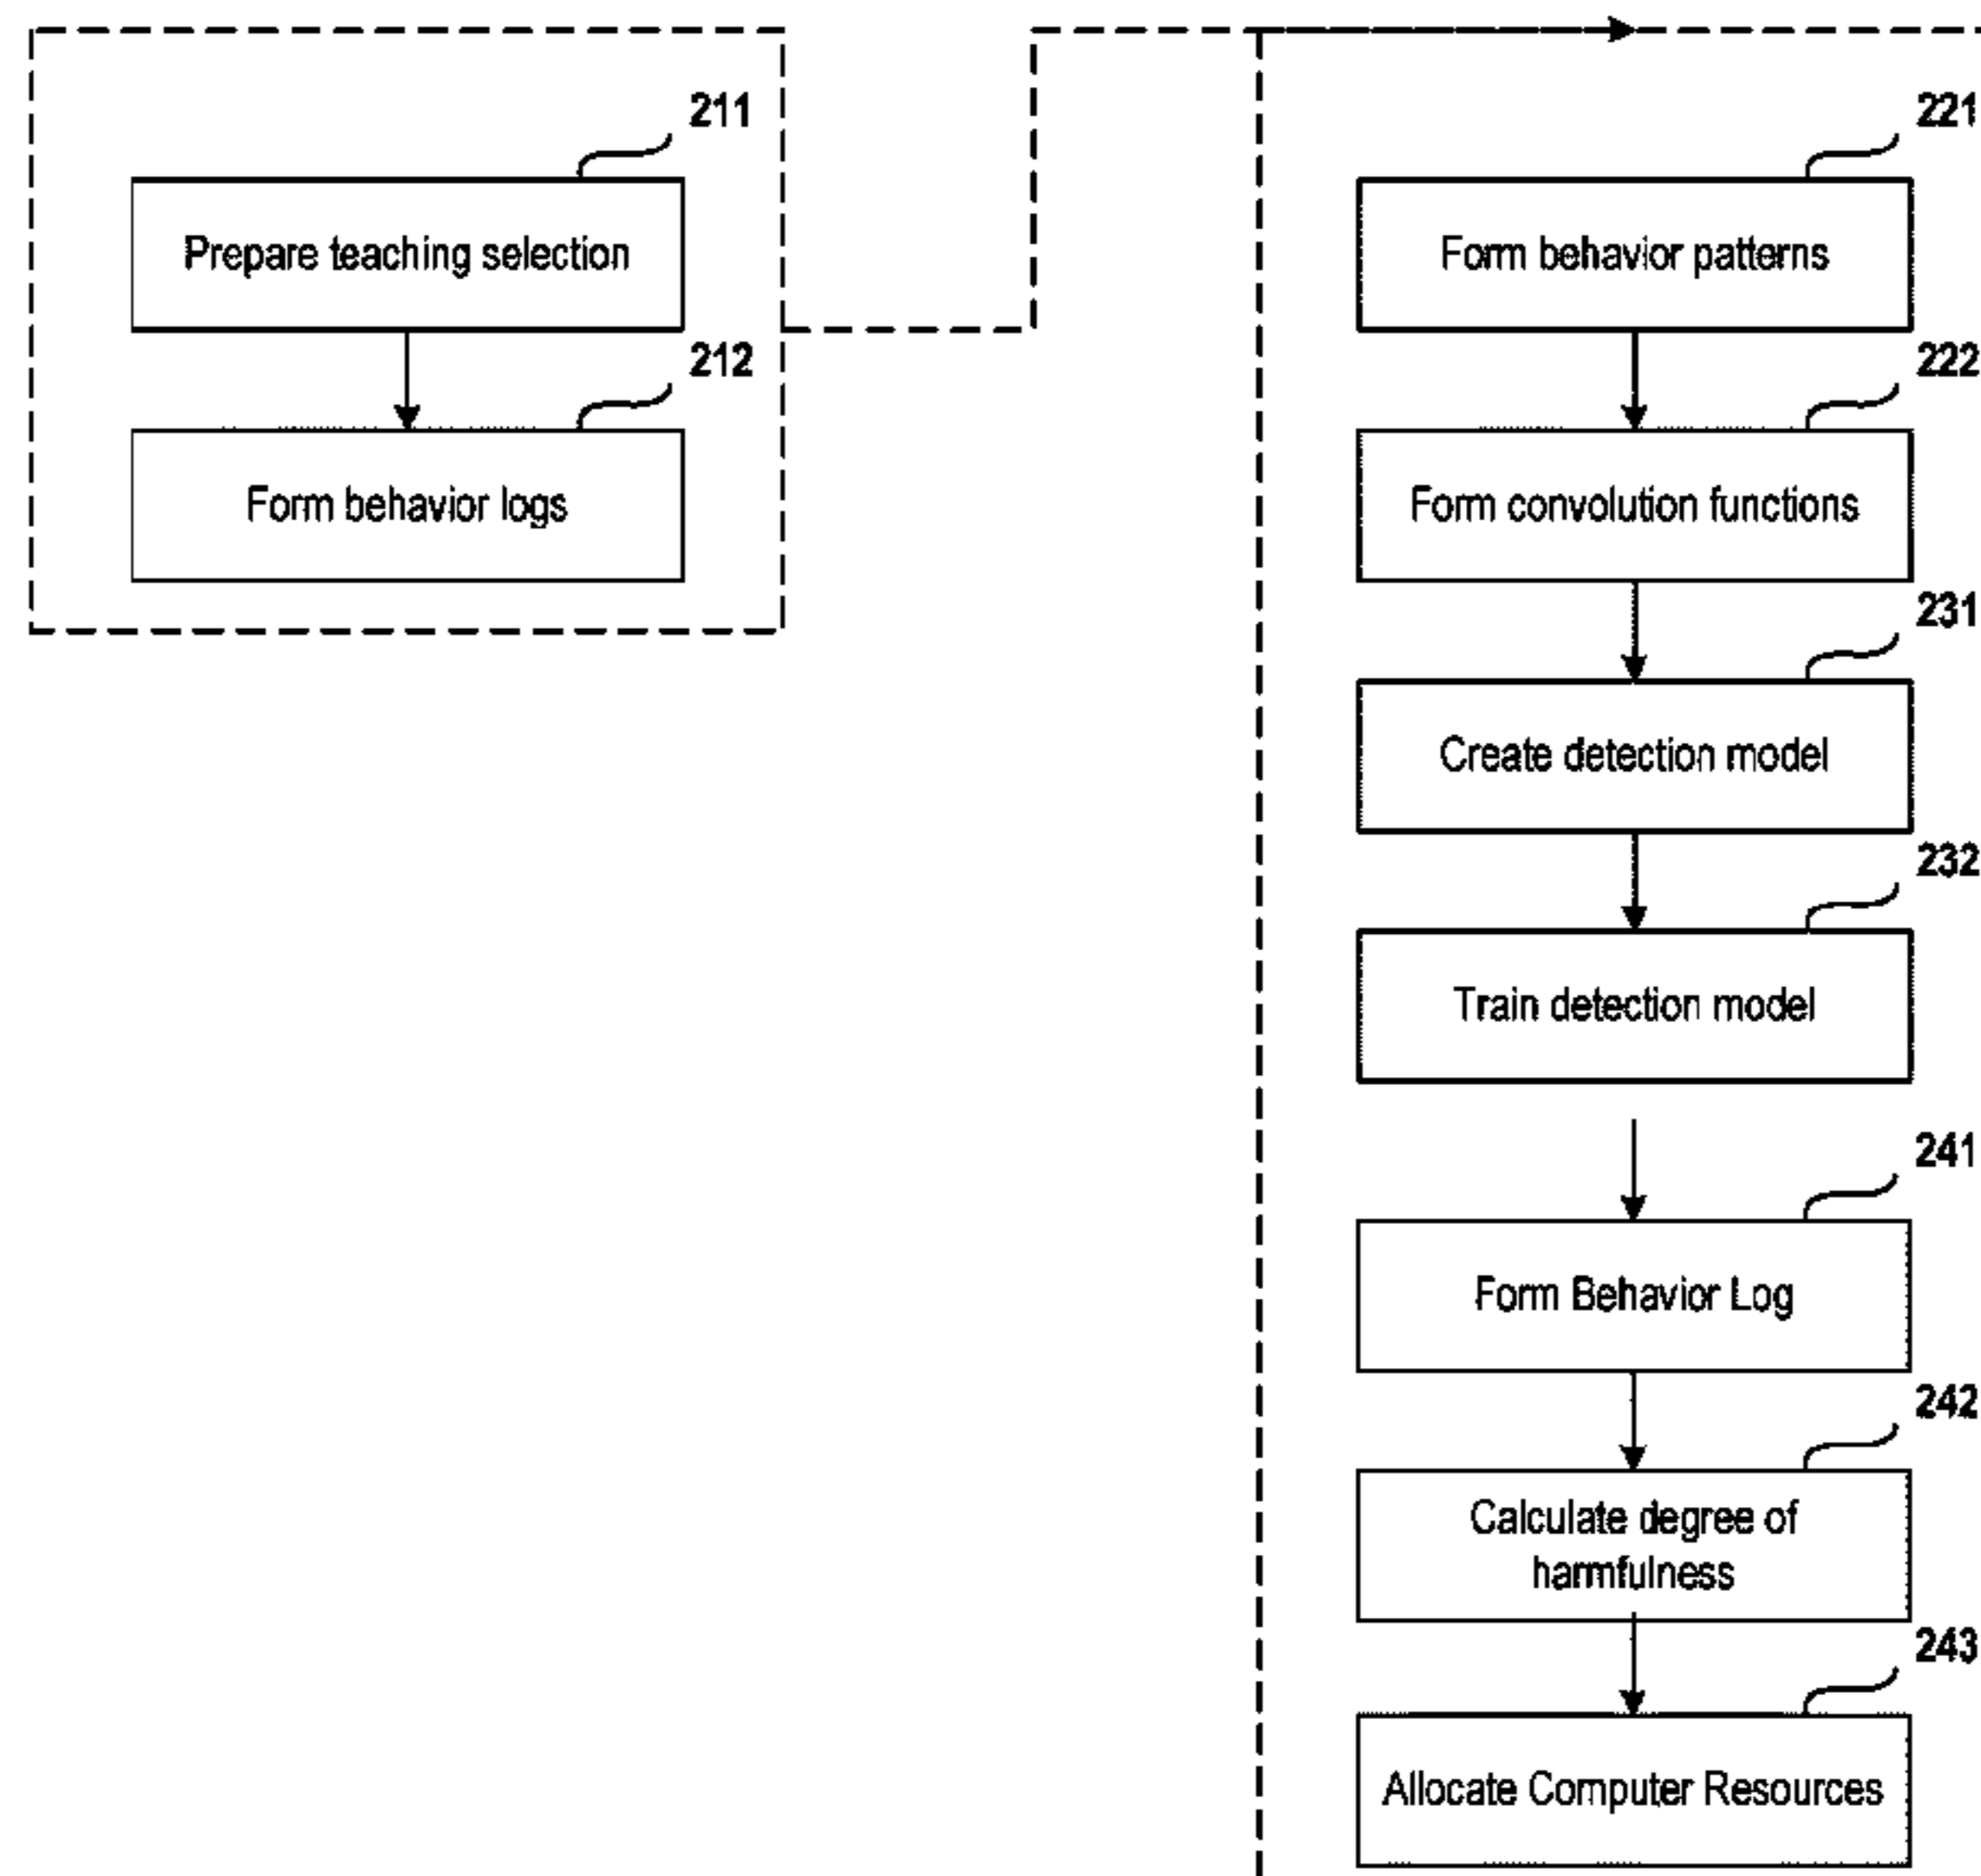 211
Prepare teaching selection
212
Form behavior logs
221
Form behavior patterns
222
Form convolution functions
231
Create detection model
232
Train detection model
241
Form Behavior Log
242
Calculate degree of
harmfulness
243
Allocate Computer Resources